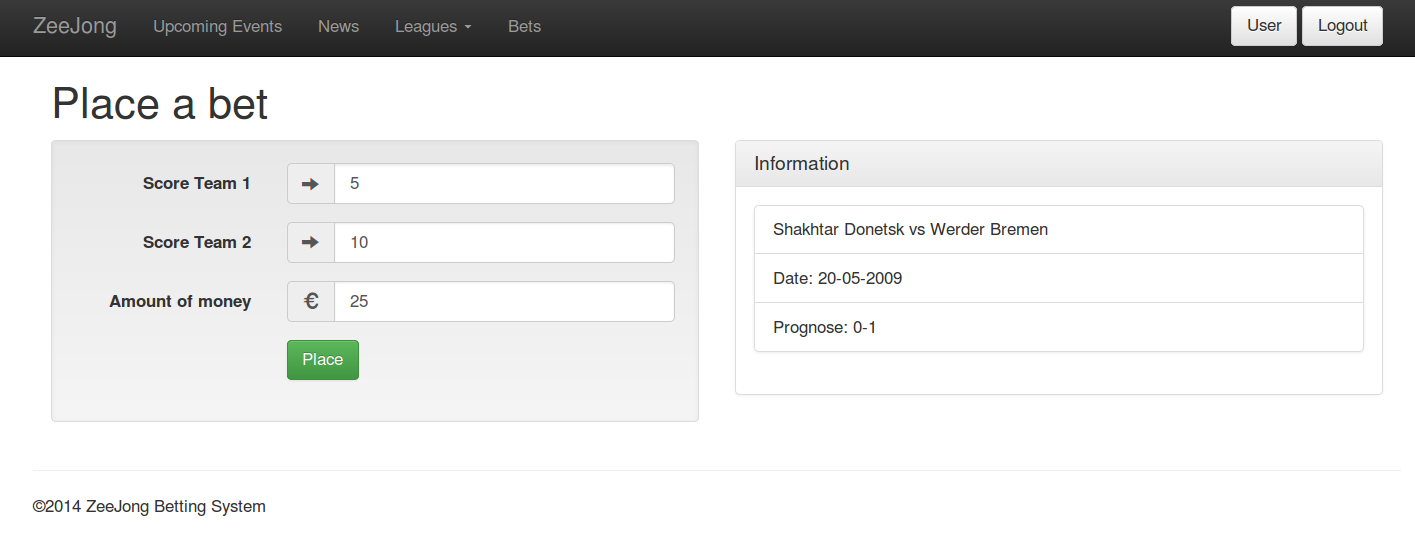 ZeeJong Upcoming Events News Leagues Bets User Logout
Place a bet
Score Team 1 5
Score Team 2 10
Amount of money € 25
Place
Information
Shakhtar Donetsk vs Werder Bremen
Date: 20-05-2009
Prognose: 0-1
©2014 ZeeJong Betting System